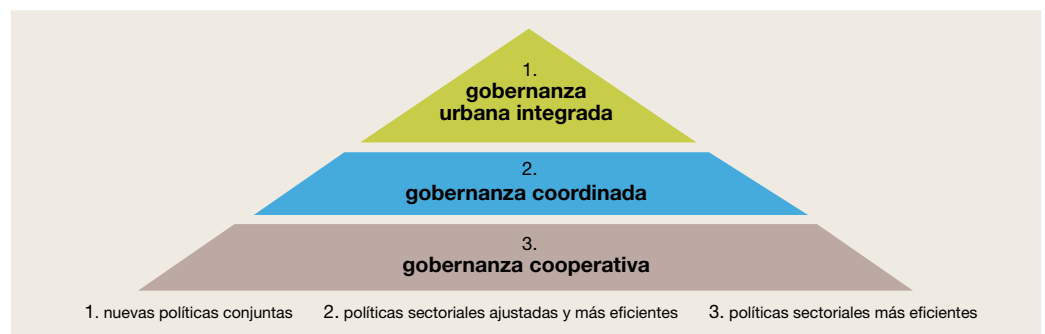 1.
gobernanza
urbana integrada
2.
gobernanza coordinada
3.
gobernanza cooperativa
1. nuevas políticas conjuntas 2. políticas sectoriales ajustadas y más eficientes 3. políticas sectoriales más eficientes